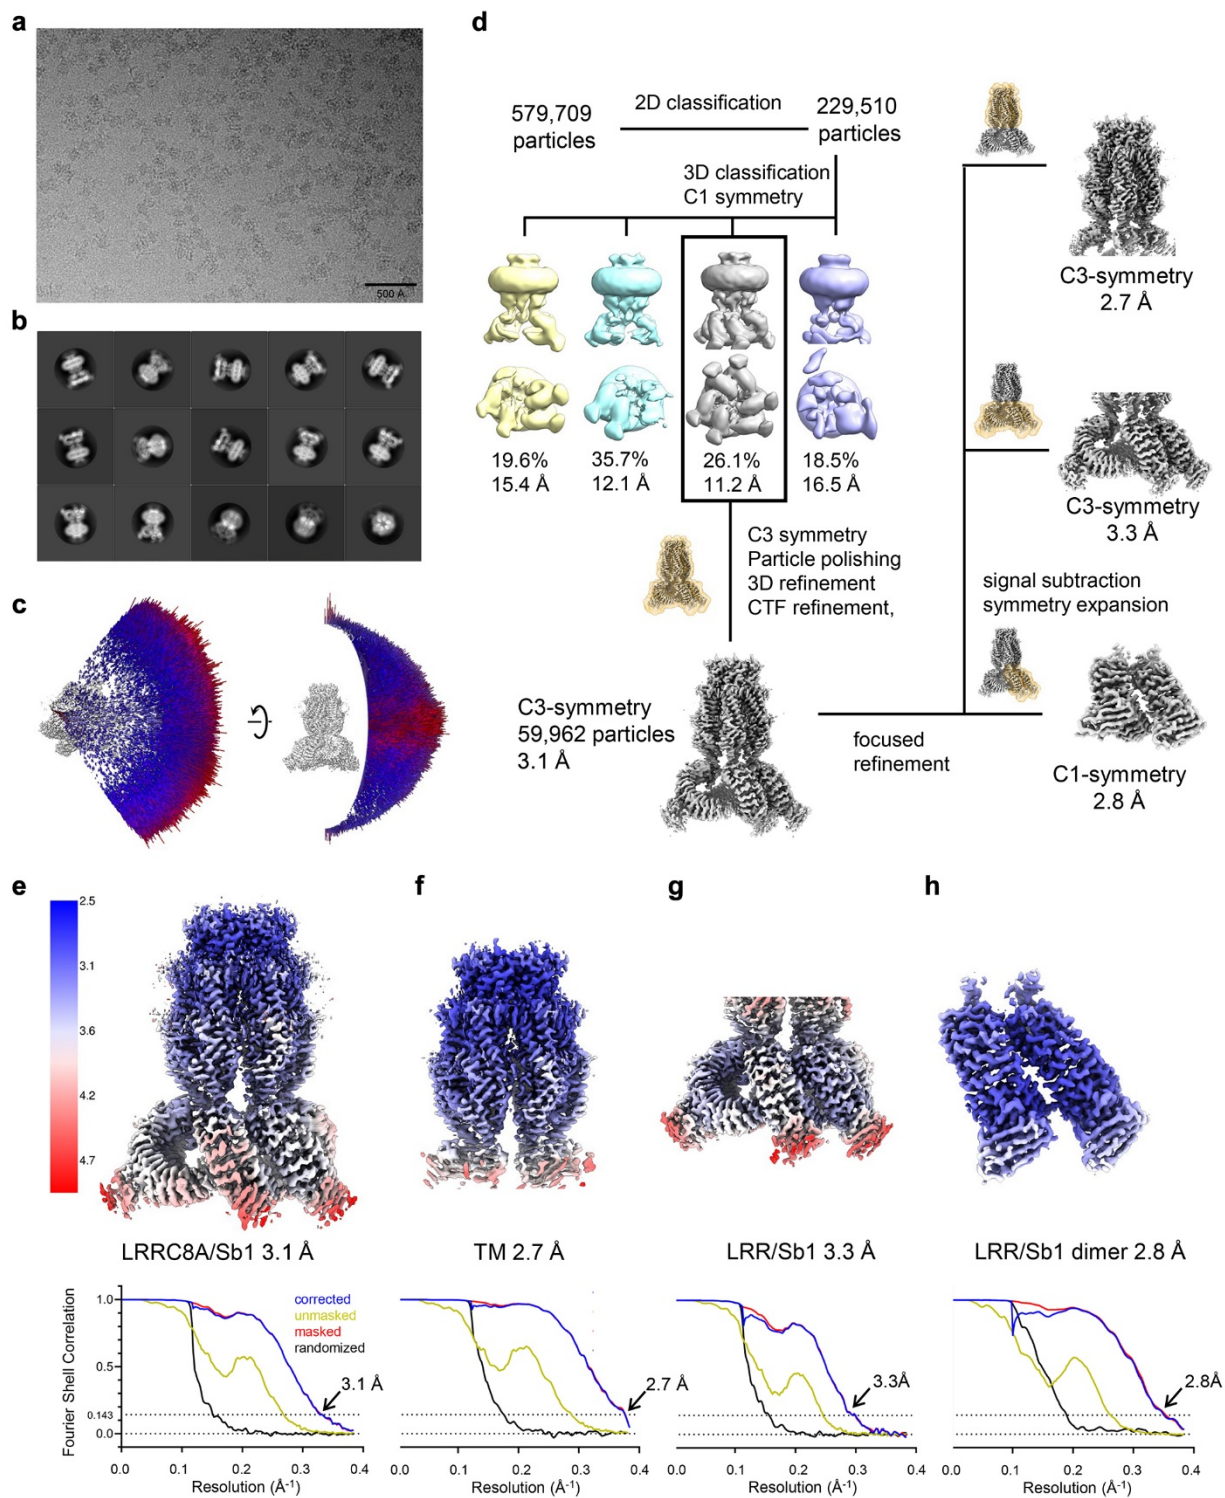 a
500 Å
b
c
d
579,709
particles
2D classification
229,510
particles
3D classification
C1 symmetry
19.6%
15.4 Å
35.7%
12.1 Å
26.1%
11.2 Å
18.5%
16.5 Å
C3 symmetry
Particle polishing
3D refinement
CTF refinement,
C3-symmetry
59,962 particles
3.1 Å
focused
refinement
C3-symmetry
2.7 Å
C3-symmetry
3.3 Å
signal subtraction
symmetry expansion
C1-symmetry
2.8 Å
e
2.5
3.1
3.6
4.2
4.7
f
g
h
LRRC8A/Sb1 3.1 Å
TM 2.7 Å
LRR/Sb1 3.3 Å
LRR/Sb1 dimer 2.8 Å
Fourier Shell Correlation
1.0
0.5
0.143
0.0
corrected
unmasked
masked
randomized
3.1 Å
0.0 0.1 0.2 0.3 0.4
Resolution (Å-1)
2.7 Å
0.0 0.1 0.2 0.3 0.4
Resolution (Å-1)
3.3Å
0.0 0.1 0.2 0.3 0.4
Resolution (Å-1)
2.8Å
0.0 0.1 0.2 0.3 0.4
Resolution (Å-1)